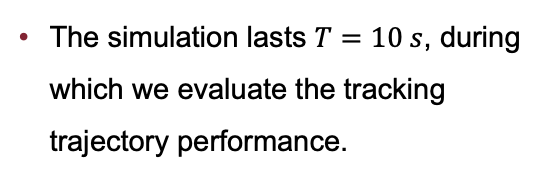 • The simulation lasts T = 10 s, during
which we evaluate the tracking
trajectory performance.